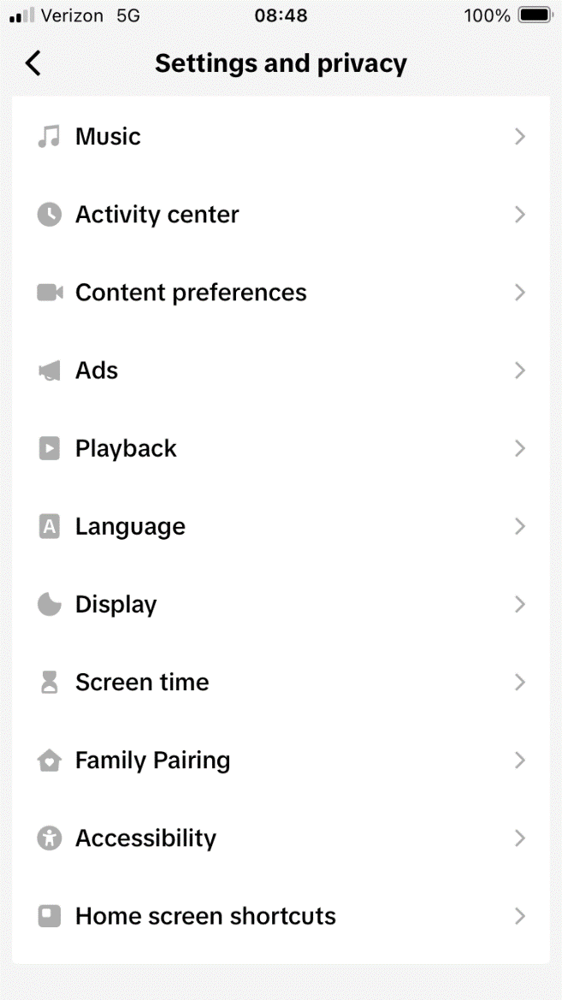 Verizon 5G 08:48 100%
Settings and privacy
Music
Activity center
Content preferences
Ads
Playback
A Language
Display
Screen time
Family Pairing
Accessibility
Home screen shortcuts